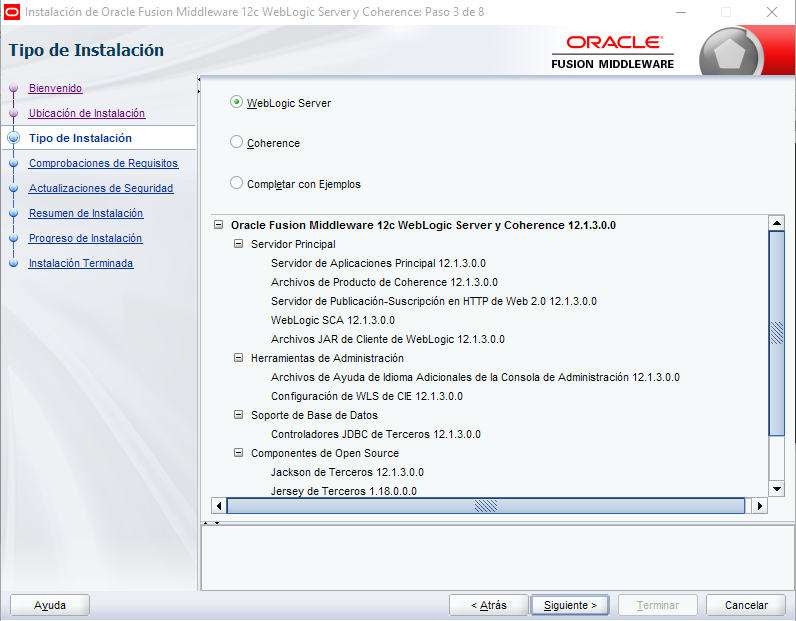 Instalación de Oracle Fusion Middleware 12c WebLogic Server y Coherence: Paso 3 de 8
Tipo de Instalación
ORACLE
FUSION MIDDLEWARE
Bienvenido
Ubicación de Instalación
Tipo de Instalación
Comprobaciones de Requisitos
Actualizaciones de Seguridad
Resumen de Instalación
Progreso de Instalación
Instalación Terminada
WebLogic Server
Coherence
Completar con Ejemplos
Oracle Fusion Middleware 12c WebLogic Server y Coherence 12.1.3.0.0
Servidor Principal
Servidor de Aplicaciones Principal 12.1.3.0.0
Archivos de Producto de Coherence 12.1.3.0.0
Servidor de Publicación-Suscripción en HTTP de Web 2.0 12.1.3.0.0
WebLogic SCA 12.1.3.0.0
Archivos JAR de Cliente de WebLogic 12.1.3.0.0
Herramientas de Administración
Archivos de Ayuda de Idioma Adicionales de la Consola de Administración 12.1.3.0.0
Configuración de WLS de CIE 12.1.3.0.0
Soporte de Base de Datos
Controladores JDBC de Terceros 12.1.3.0.0
Componentes de Open Source
Jackson de Terceros 12.1.3.0.0
Jersey de Terceros 1.18.0.0.0
Ayuda
< Atrás
Siguiente >
Terminar
Cancelar